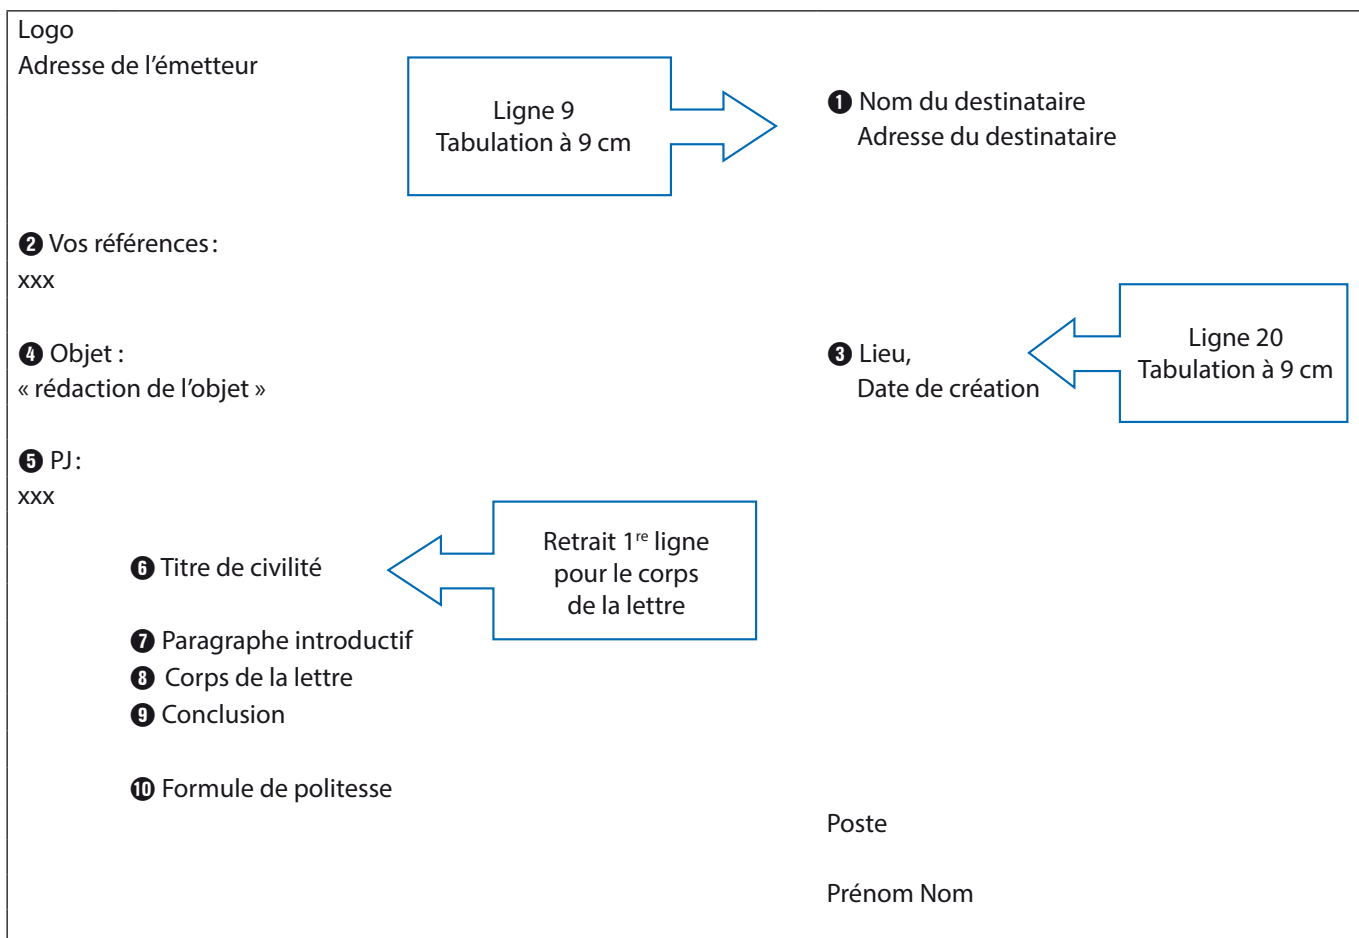 Logo
Adresse de l'émetteur
Ligne 9
Tabulation à 9 cm
❶ Nom du destinataire
Adresse du destinataire
❷ Vos références :
xxx
❹ Objet :
« rédaction de l'objet »
❸ Lieu,
Date de création
Ligne 20
Tabulation à 9 cm
❺ PJ :
xxx
❻ Titre de civilité
Retrait 1re ligne
pour le corps
de la lettre
❼ Paragraphe introductif
❽ Corps de la lettre
❾ Conclusion
❿ Formule de politesse
Poste
Prénom Nom